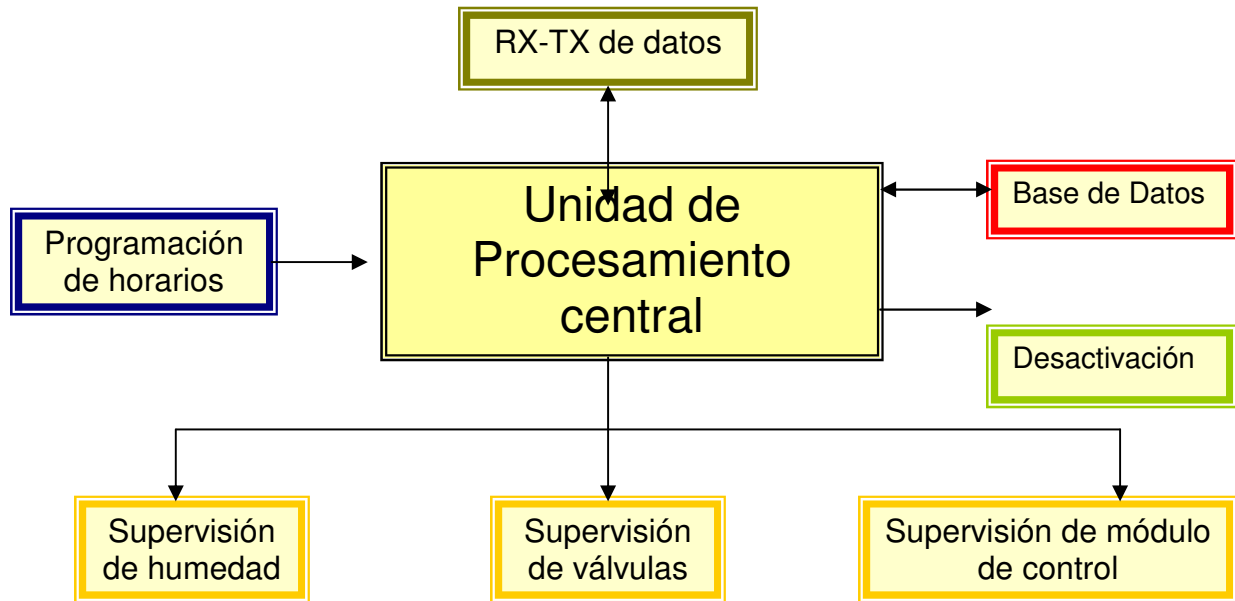 RX-TX de datos
Unidad de
Procesamiento
central
Base de Datos
Programación
de horarios
Desactivación
Supervisión
de humedad
Supervisión
de válvulas
Supervisión de módulo
de control